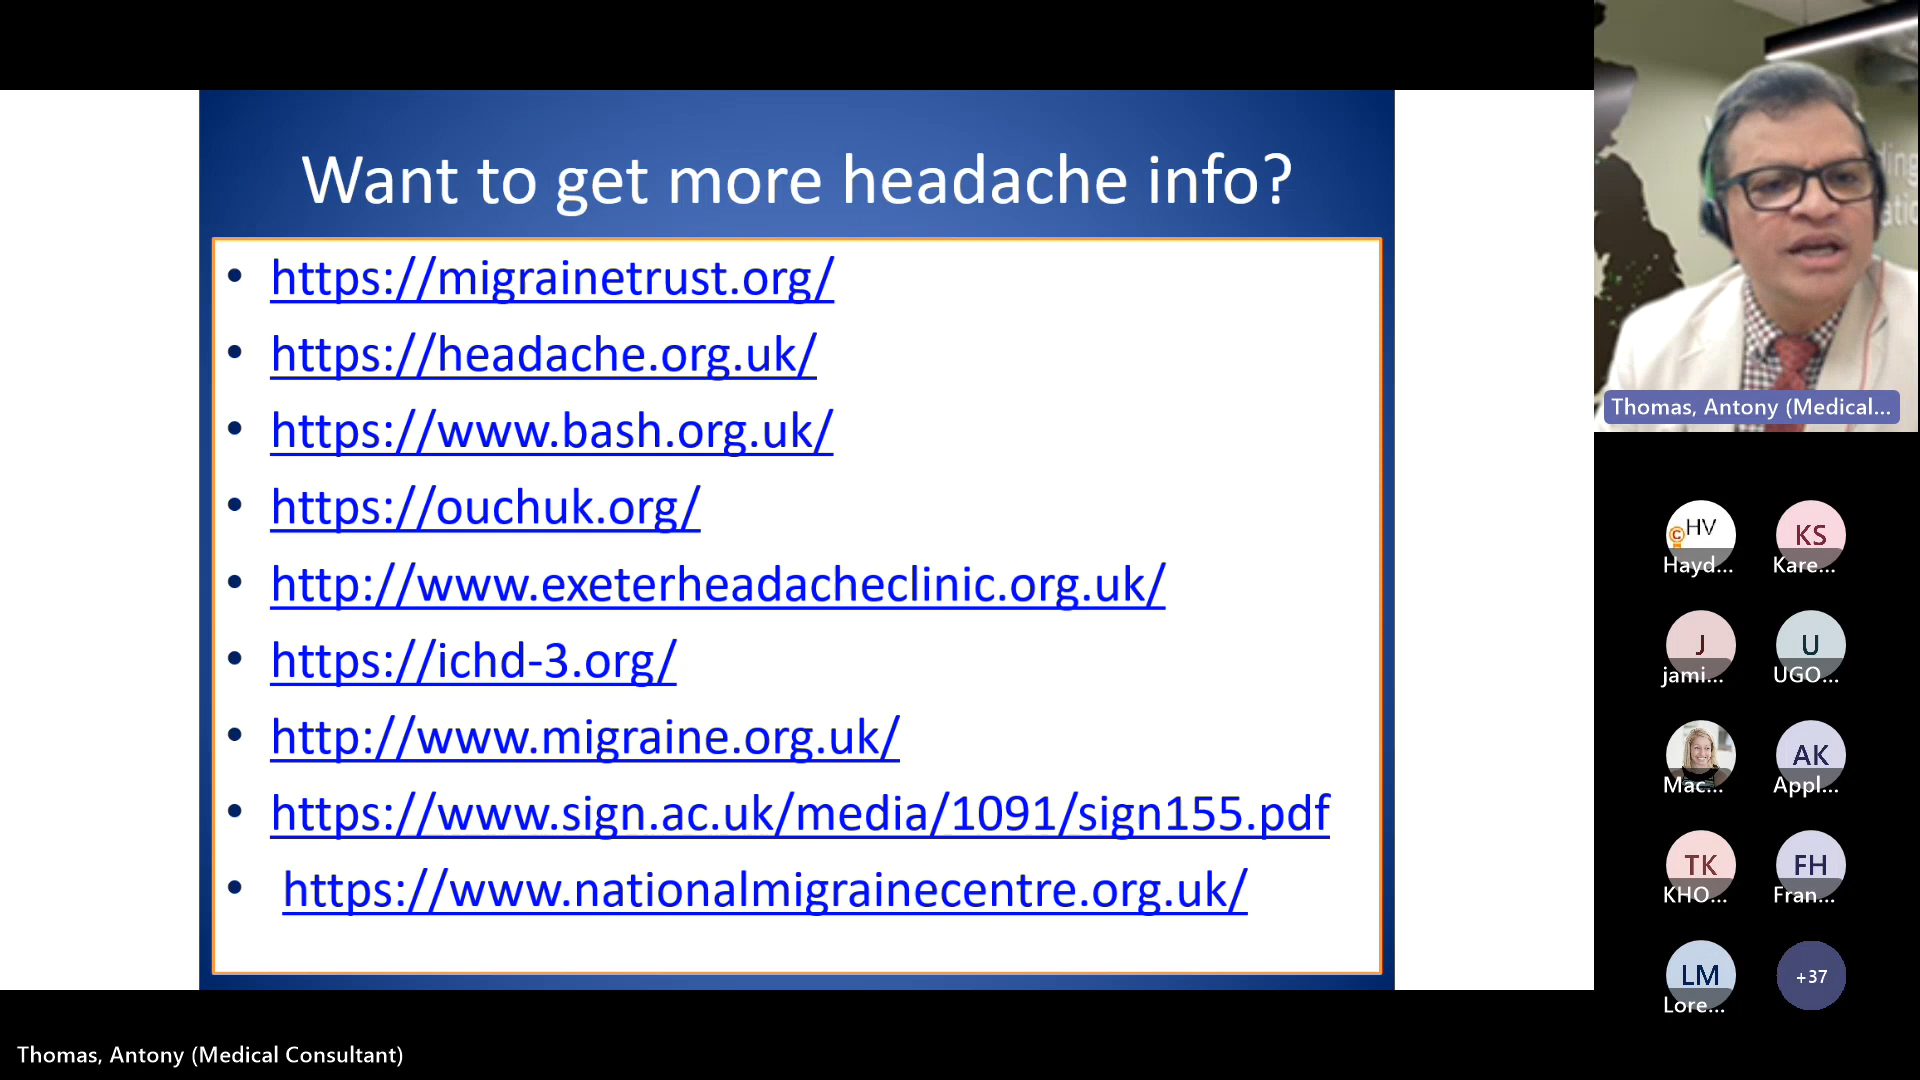 Want to get more headache info?
• https://migrainetrust.org/
• https://headache.org.uk/
• https://www.bash.org.uk/
• https://ouchuk.org/
• http://www.exeterheadacheclinic.org.uk/
• https://ichd-3.org/
• http://www.migraine.org.uk/
• https://www.sign.ac.uk/media/1091/sign155.pdf
• https://www.nationalmigrainecentre.org.uk/
Thomas, Antony (Medical...
HV
Hayd...
KS
Kare...
J
jami...
U
UGO...
Mac...
AK
Appl...
TK
KHO...
FH
Fran...
LM
Lore...
+37
Thomas, Antony (Medical Consultant)